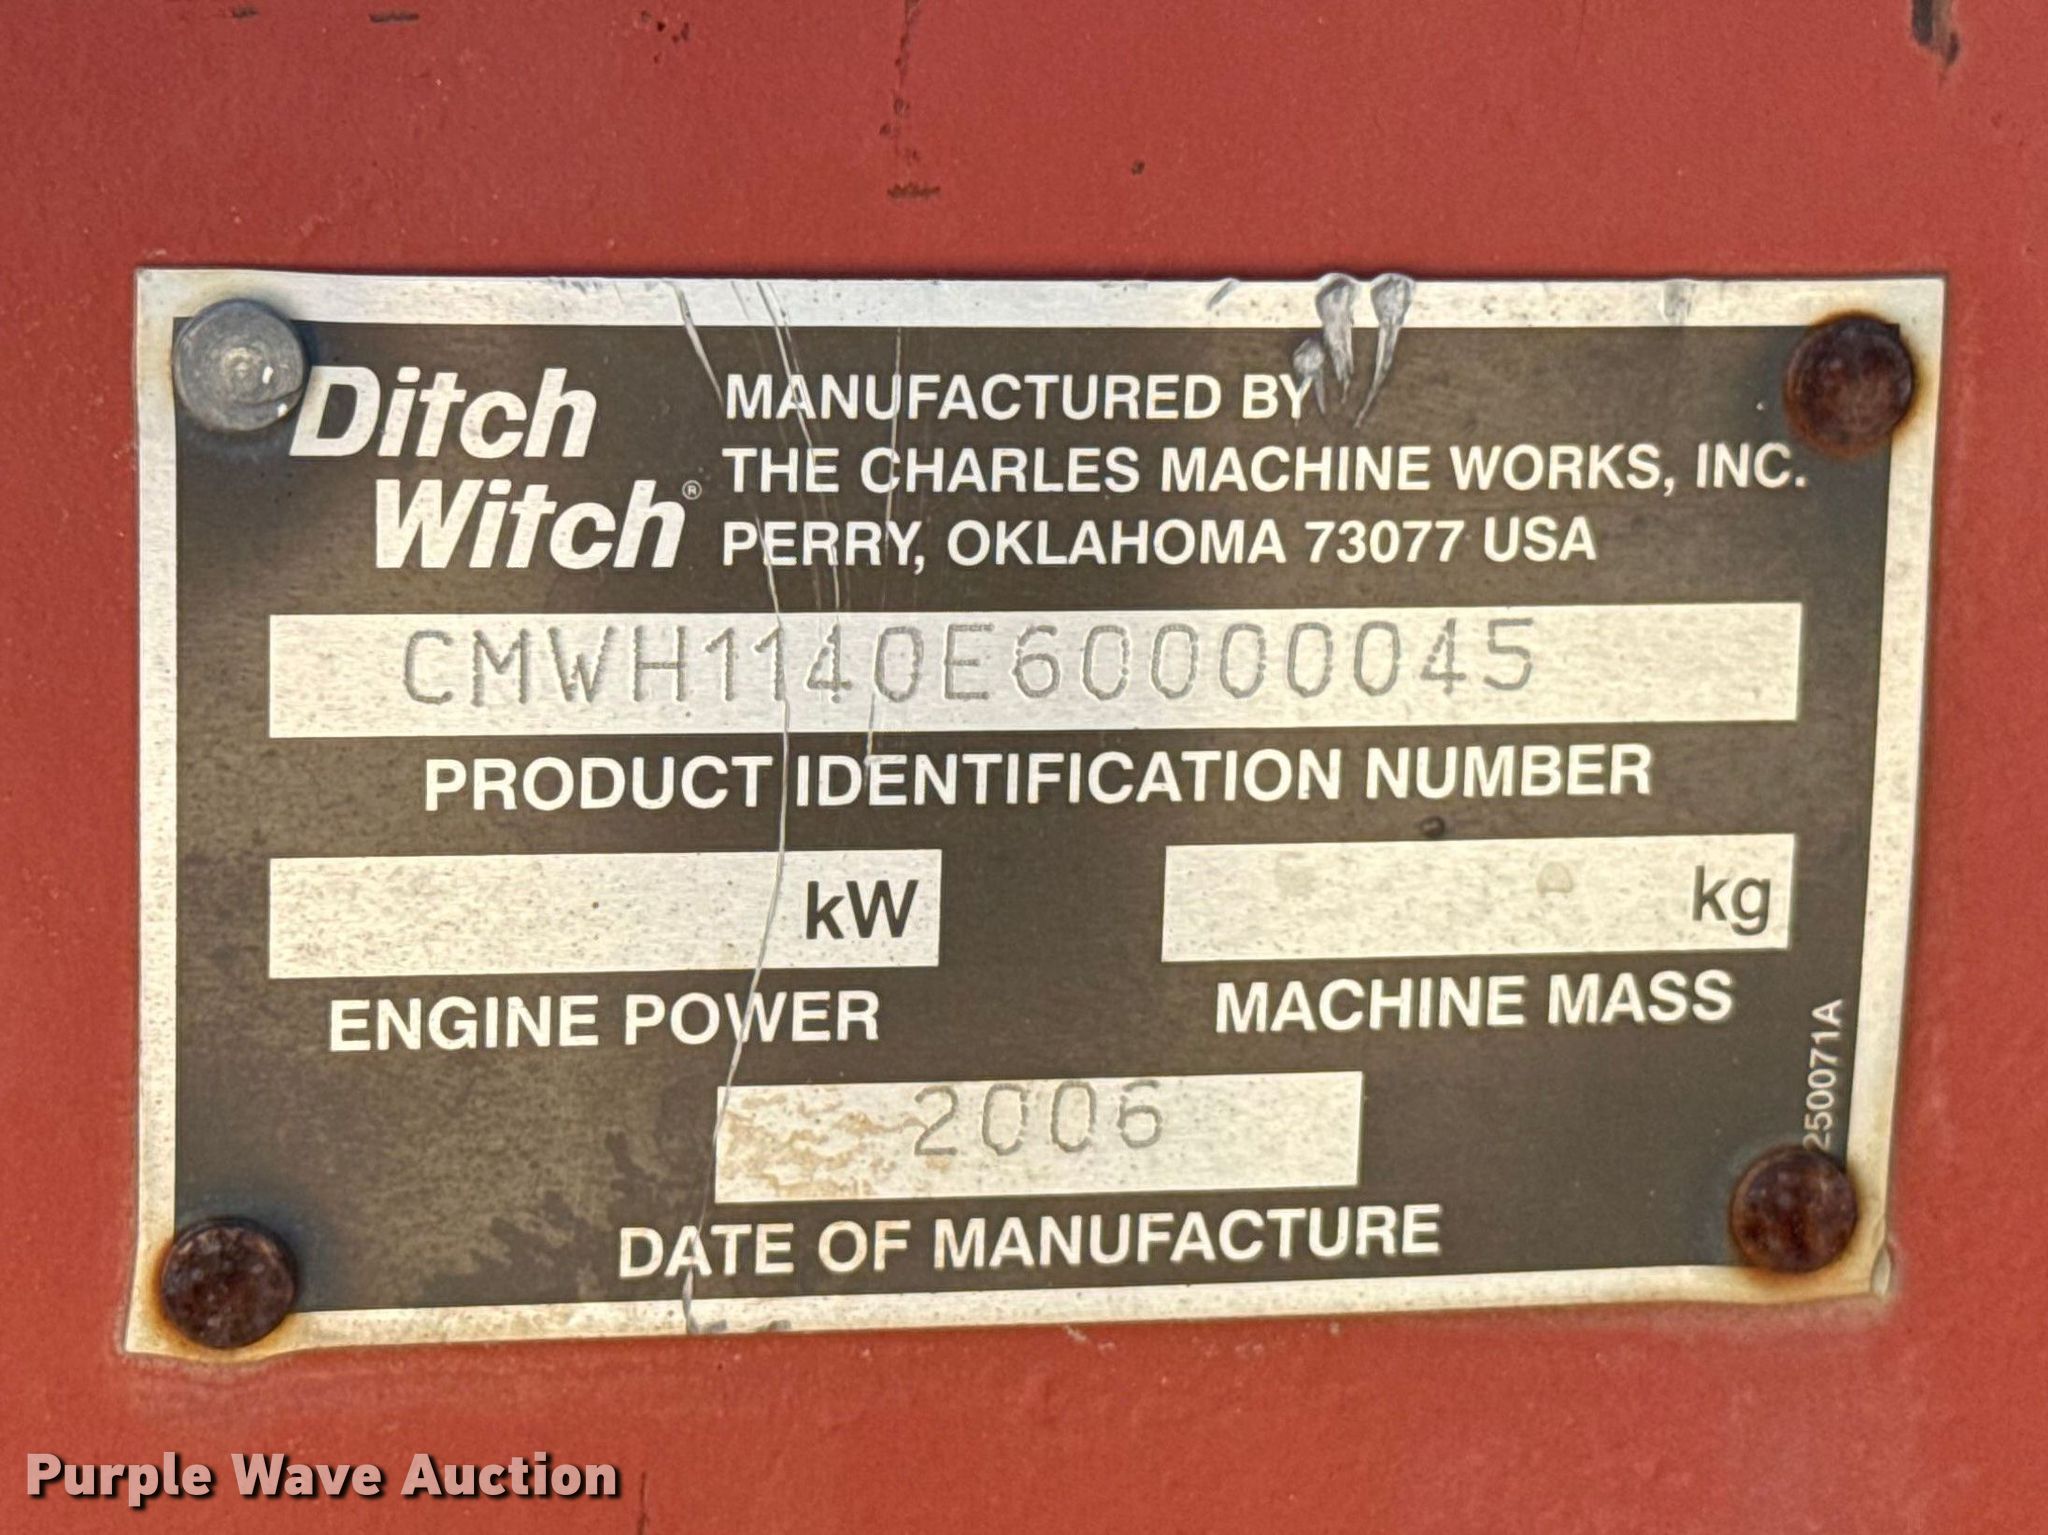 Ditch
Witch®
MANUFACTURED BY
THE CHARLES MACHINE WORKS, INC.
PERRY, OKLAHOMA 73077 USA
CMWH1140E60000045
PRODUCT IDENTIFICATION NUMBER
kW
kg
ENGINE POWER
MACHINE MASS
2006
DATE OF MANUFACTURE
250071A
Purple Wave Auction